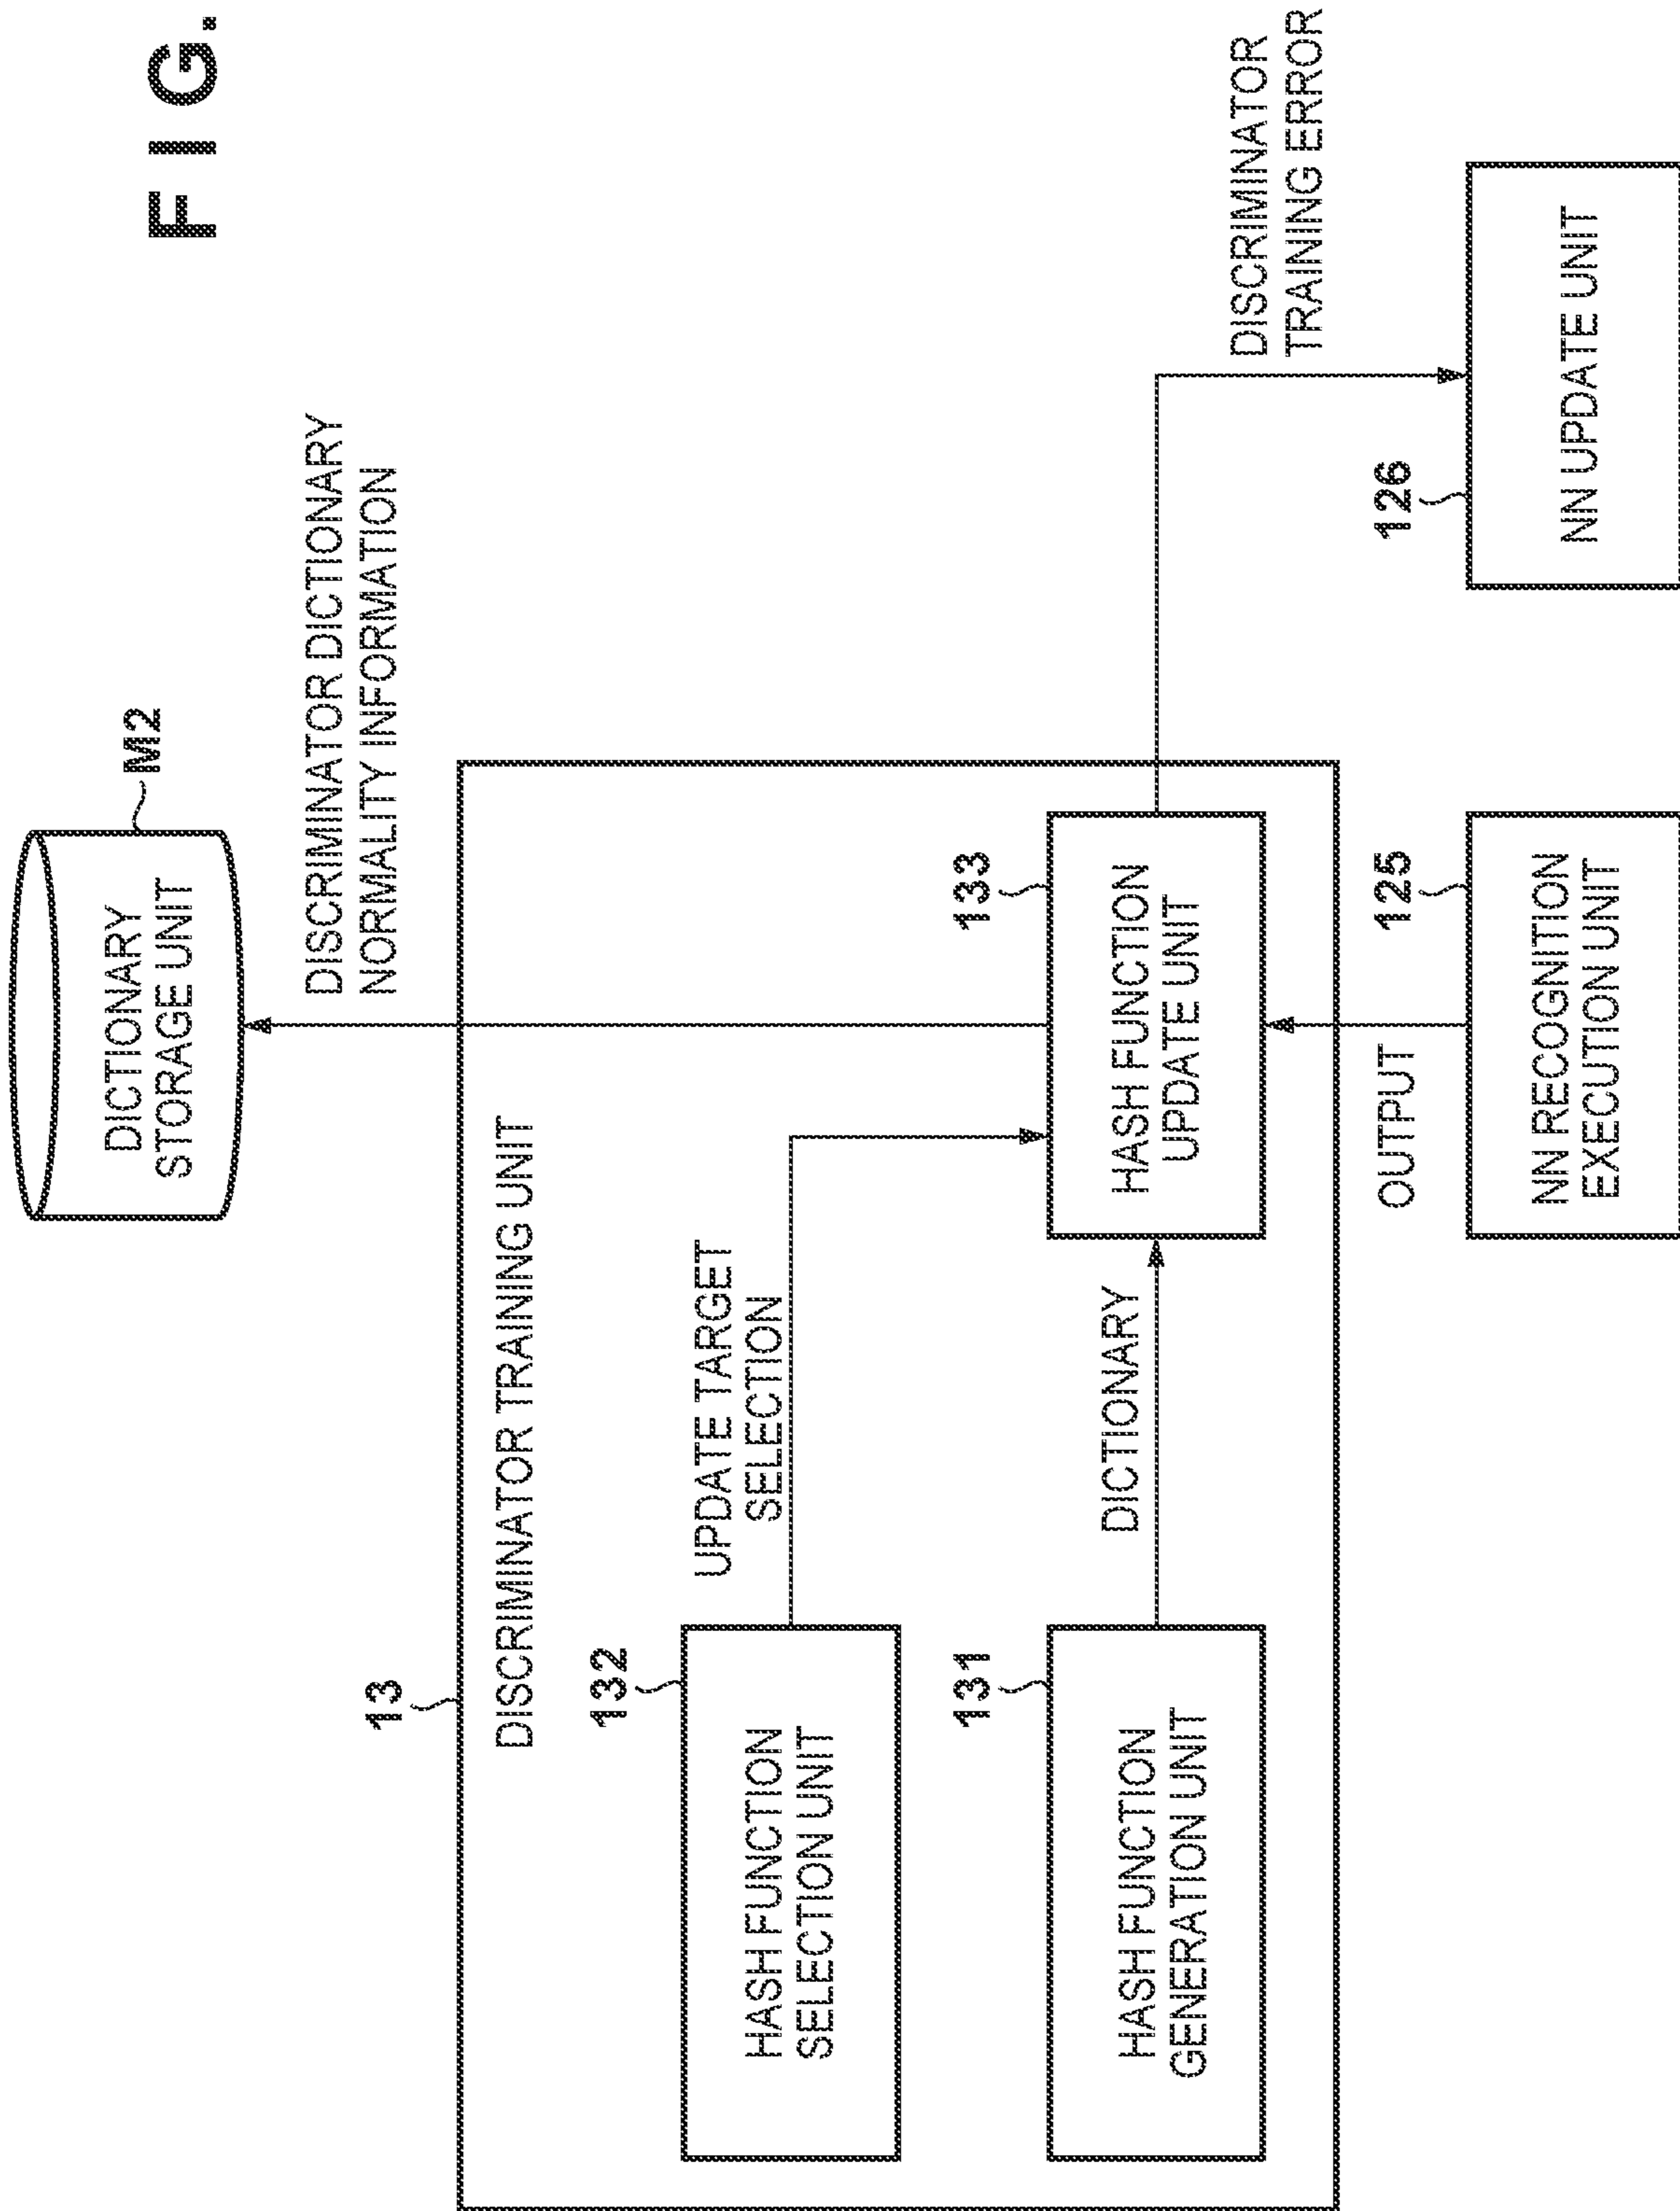 FIG.
DICTIONARY
STORAGE UNIT
M2
DISCRIMINATOR DICTIONARY
NORMALITY INFORMATION
13
DISCRIMINATOR TRAINING UNIT
132
HASH FUNCTION
SELECTION UNIT
UPDATE TARGET
SELECTION
131
HASH FUNCTION
GENERATION UNIT
DICTIONARY
133
HASH FUNCTION
UPDATE UNIT
DISCRIMINATOR
TRAINING ERROR
OUTPUT
125
NN RECOGNITION
EXECUTION UNIT
126
NN UPDATE UNIT